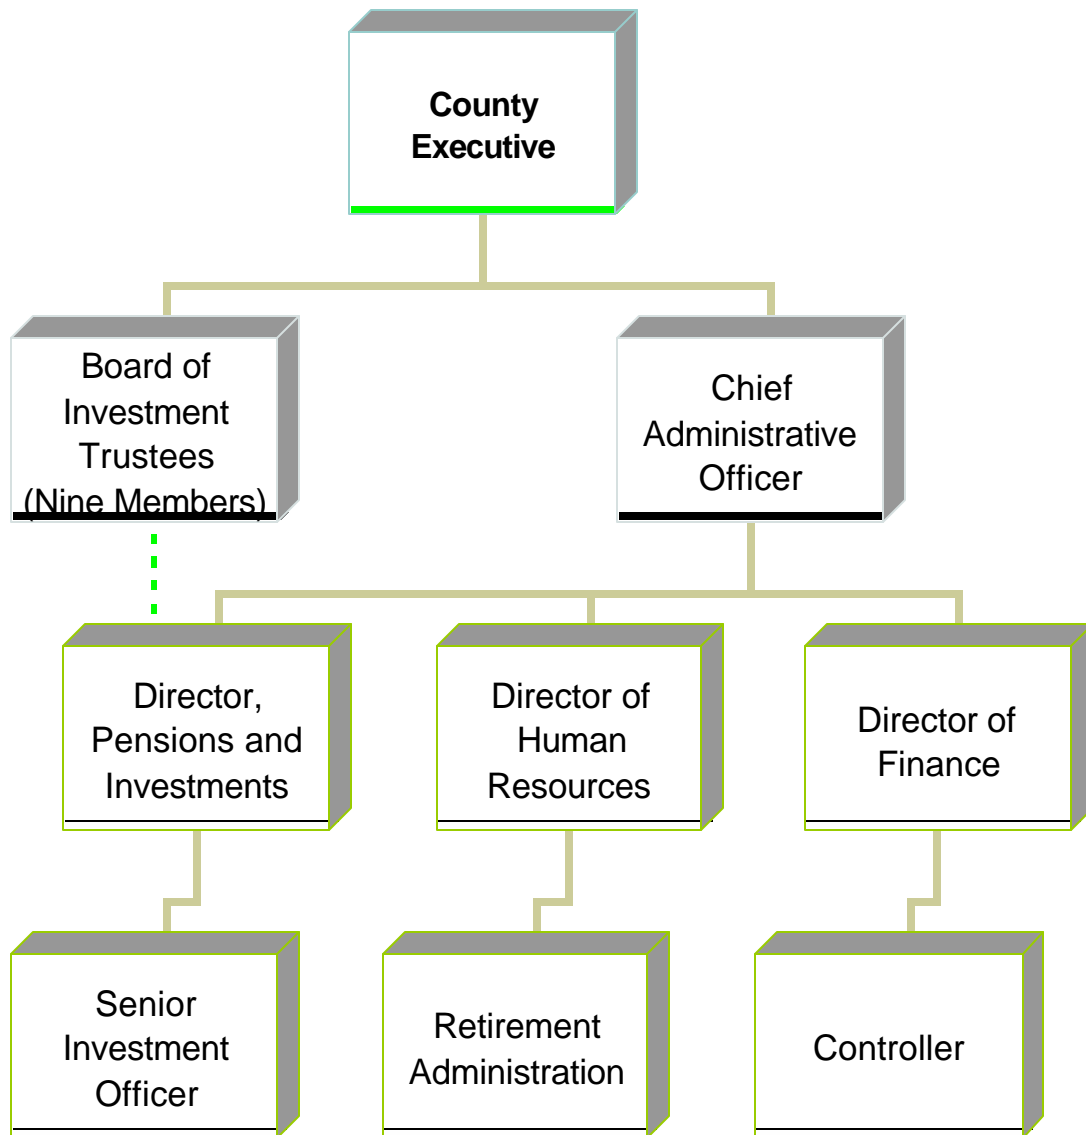 County
Executive
Board of
Investment
Trustees
(Nine Members)
Chief
Administrative
Officer
Director,
Pensions and
Investments
Director of
Human
Resources
Director of
Finance
Senior
Investment
Officer
Retirement
Administration
Controller